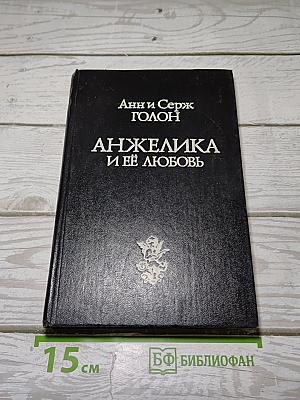 Анн и Серж
ГОЛОН
АНЖЕЛИКА
И ЕЁ ЛЮБОВЬ
15 см
БФ БИБЛИОФАН